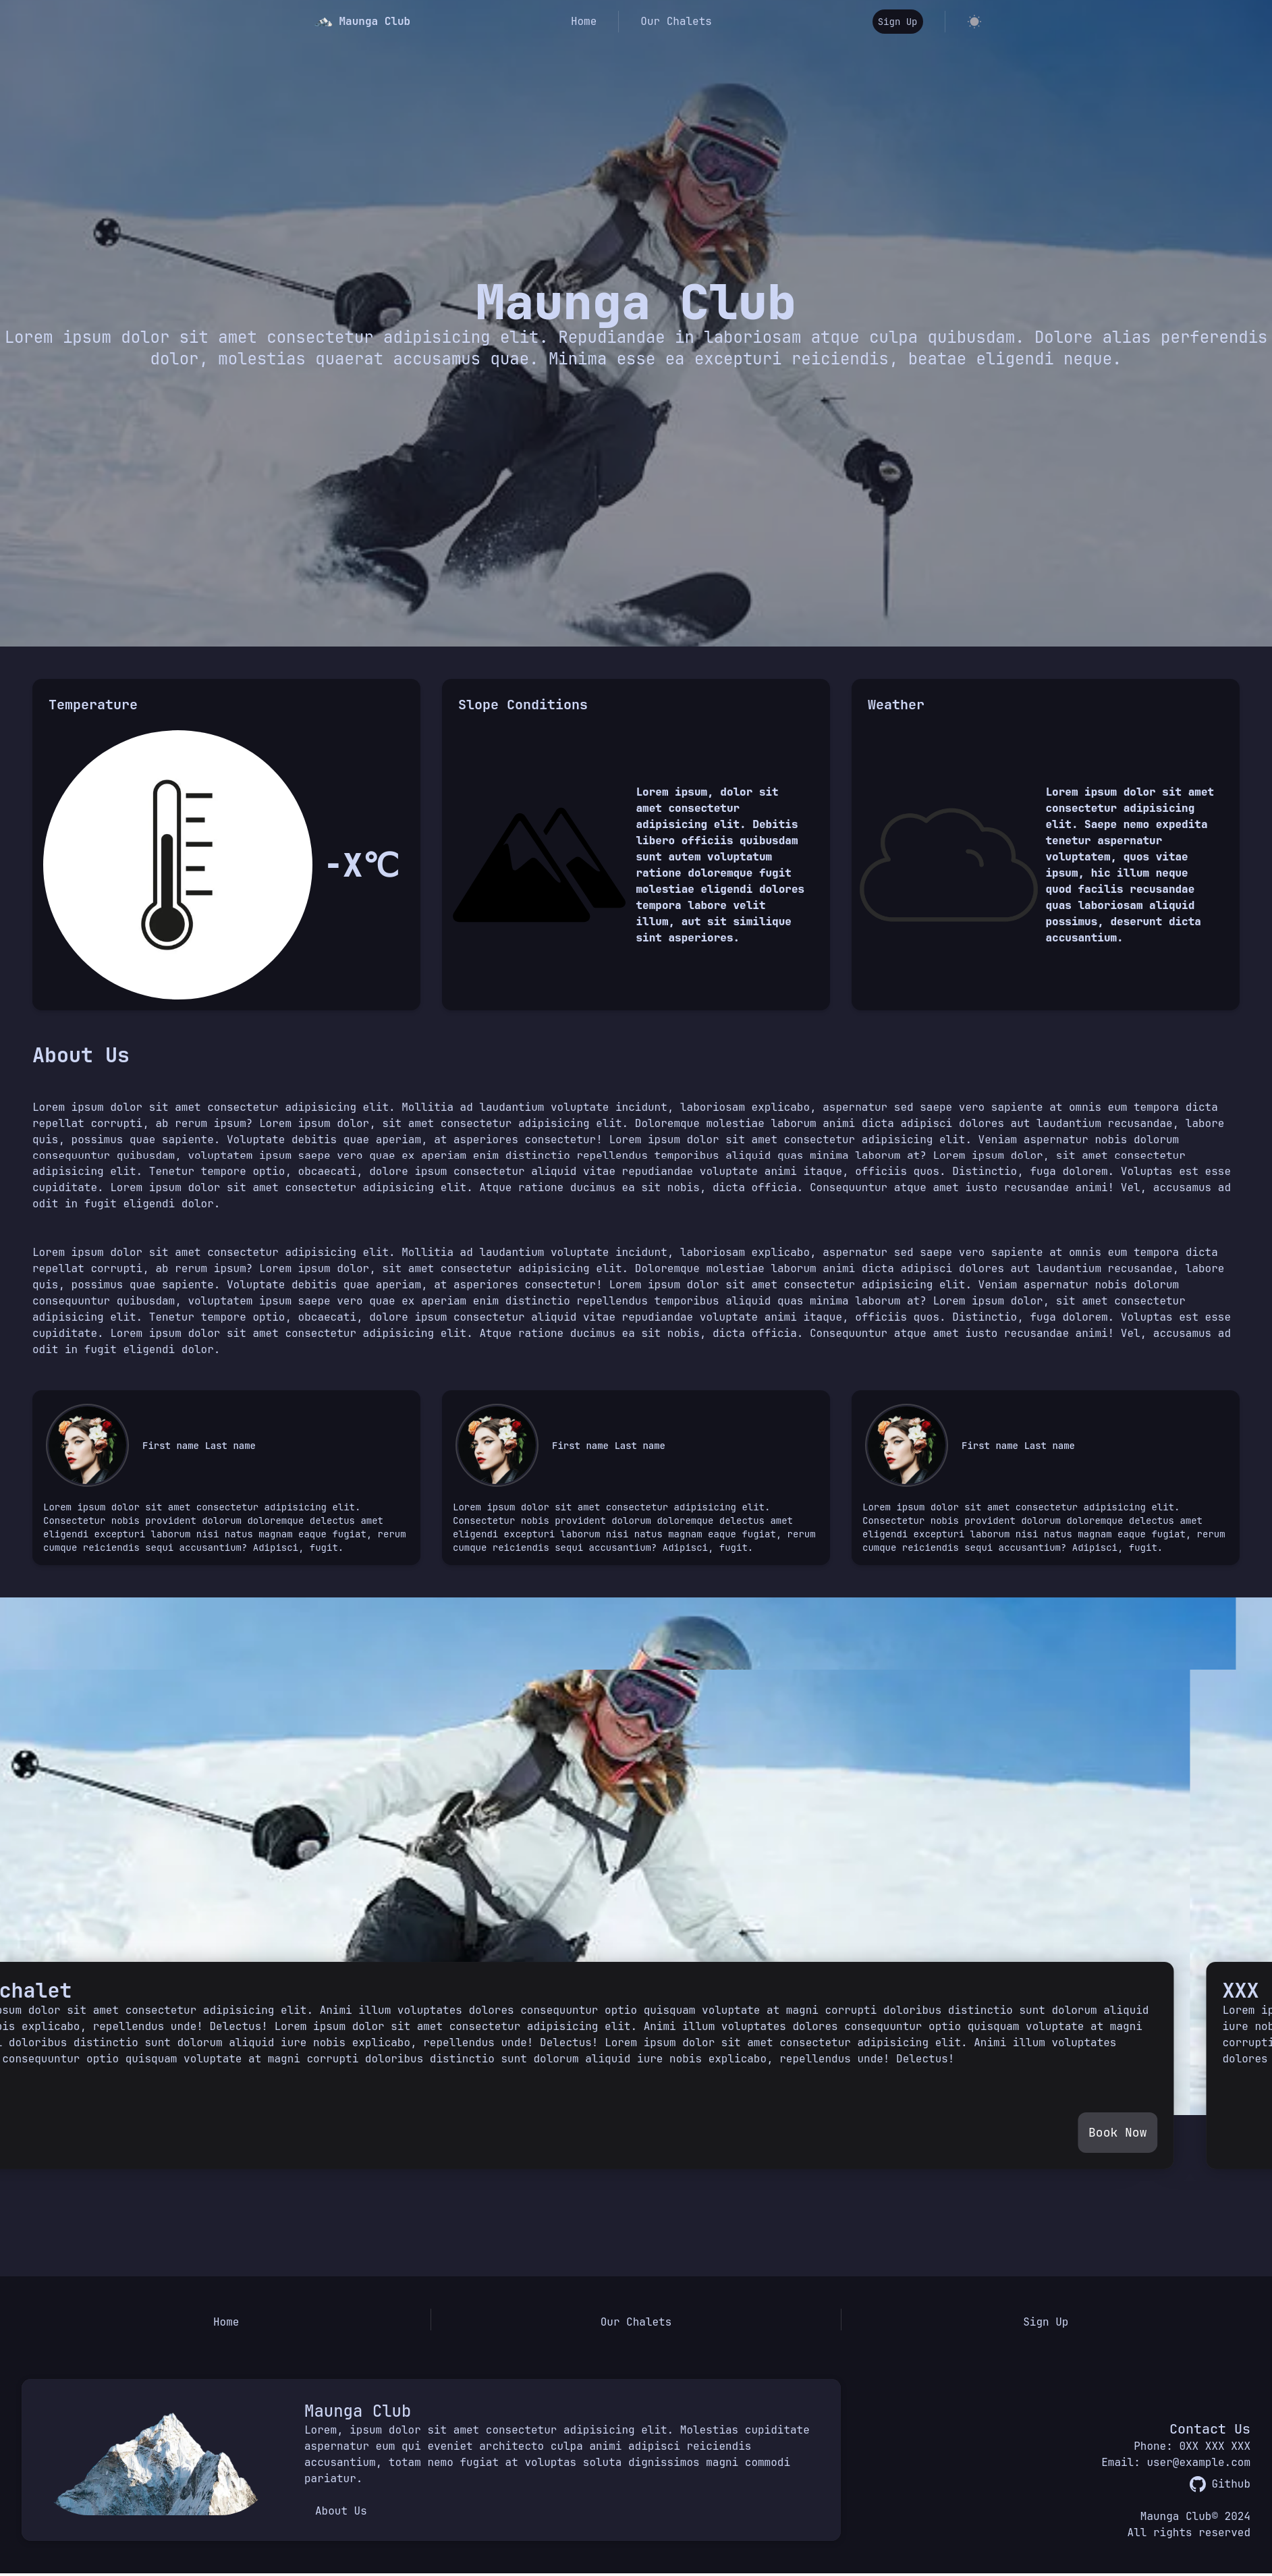 Maunga Club
Home
Our Chalets
Sign Up
Maunga Club
Lorem ipsum dolor sit amet consectetur adipisicing elit. Repudiandae in laboriosam atque culpa quibusdam. Dolore alias perferendis
dolor, molestias quaerat accusamus quae. Minima esse ea excepturi reiciendis, beatae eligendi neque.
Temperature
-X°C
Slope Conditions
Lorem ipsum, dolor sit
amet consectetur
adipisicing elit. Debitis
libero officiis quibusdam
sunt autem voluptatum
ratione doloremque fugit
molestiae eligendi dolores
tempora labore velit
illum, aut sit similique
sint asperiores.
Weather
Lorem ipsum dolor sit amet
consectetur adipisicing
elit. Saepe nemo expedita
tenetur aspernatur
voluptatem, quos vitae
ipsum, hic illum neque
quod facilis recusandae
quas laboriosam aliquid
possimus, deserunt dicta
accusantium.
About Us
Lorem ipsum dolor sit amet consectetur adipisicing elit. Mollitia ad laudantium voluptate incidunt, laboriosam explicabo, aspernatur sed saepe vero sapiente at omnis eum tempora dicta
repellat corrupti, ab rerum ipsum? Lorem ipsum dolor, sit amet consectetur adipisicing elit. Doloremque molestiae laborum animi dicta adipisci dolores aut laudantium recusandae, labore
quis, possimus quae sapiente. Voluptate debitis quae aperiam, at asperiores consectetur! Lorem ipsum dolor sit amet consectetur adipisicing elit. Veniam aspernatur nobis dolorum
consequuntur quibusdam, voluptatem ipsum saepe vero quae ex aperiam enim distinctio repellendus temporibus aliquid quas minima laborum at? Lorem ipsum dolor, sit amet consectetur
adipisicing elit. Tenetur tempore optio, obcaecati, dolore ipsum consectetur aliquid vitae repudiandae voluptate animi itaque, officiis quos. Distinctio, fuga dolorem. Voluptas est esse
cupiditate. Lorem ipsum dolor sit amet consectetur adipisicing elit. Atque ratione ducimus ea sit nobis, dicta officia. Consequuntur atque amet iusto recusandae animi! Vel, accusamus ad
odit in fugit eligendi dolor.
Lorem ipsum dolor sit amet consectetur adipisicing elit. Mollitia ad laudantium voluptate incidunt, laboriosam explicabo, aspernatur sed saepe vero sapiente at omnis eum tempora dicta
repellat corrupti, ab rerum ipsum? Lorem ipsum dolor, sit amet consectetur adipisicing elit. Doloremque molestiae laborum animi dicta adipisci dolores aut laudantium recusandae, labore
quis, possimus quae sapiente. Voluptate debitis quae aperiam, at asperiores consectetur! Lorem ipsum dolor sit amet consectetur adipisicing elit. Veniam aspernatur nobis dolorum
consequuntur quibusdam, voluptatem ipsum saepe vero quae ex aperiam enim distinctio repellendus temporibus aliquid quas minima laborum at? Lorem ipsum dolor, sit amet consectetur
adipisicing elit. Tenetur tempore optio, obcaecati, dolore ipsum consectetur aliquid vitae repudiandae voluptate animi itaque, officiis quos. Distinctio, fuga dolorem. Voluptas est esse
cupiditate. Lorem ipsum dolor sit amet consectetur adipisicing elit. Atque ratione ducimus ea sit nobis, dicta officia. Consequuntur atque amet iusto recusandae animi! Vel, accusamus ad
odit in fugit eligendi dolor.
First name Last name
Lorem ipsum dolor sit amet consectetur adipisicing elit.
Consectetur nobis provident dolorum doloremque delectus amet
eligendi excepturi laborum nisi natus magnam eaque fugiat, rerum
cumque reiciendis sequi accusantium? Adipisci, fugit.
First name Last name
Lorem ipsum dolor sit amet consectetur adipisicing elit.
Consectetur nobis provident dolorum doloremque delectus amet
eligendi excepturi laborum nisi natus magnam eaque fugiat, rerum
cumque reiciendis sequi accusantium? Adipisci, fugit.
First name Last name
Lorem ipsum dolor sit amet consectetur adipisicing elit.
Consectetur nobis provident dolorum doloremque delectus amet
eligendi excepturi laborum nisi natus magnam eaque fugiat, rerum
cumque reiciendis sequi accusantium? Adipisci, fugit.
chalet
psum dolor sit amet consectetur adipisicing elit. Animi illum voluptates dolores consequuntur optio quisquam voluptate at magni corrupti doloribus distinctio sunt dolorum aliquid
is explicabo, repellendus unde! Delectus! Lorem ipsum dolor sit amet consectetur adipisicing elit. Animi illum voluptates dolores consequuntur optio quisquam voluptate at magni
doloribus distinctio sunt dolorum aliquid iure nobis explicabo, repellendus unde! Delectus! Lorem ipsum dolor sit amet consectetur adipisicing elit. Animi illum voluptates
consequuntur optio quisquam voluptate at magni corrupti doloribus distinctio sunt dolorum aliquid iure nobis explicabo, repellendus unde! Delectus!
Book Now
XXX
Lorem ip
iure nob
corrupti
dolores
Home
Our Chalets
Sign Up
Maunga Club
Lorem, ipsum dolor sit amet consectetur adipisicing elit. Molestias cupiditate
aspernatur eum qui eveniet architecto culpa animi adipisci reiciendis
accusantium, totam nemo fugiat at voluptas soluta dignissimos magni commodi
pariatur.
About Us
Contact Us
Phone: 0XX XXX XXX
Email: user@example.com
Github
Maunga Club© 2024
All rights reserved